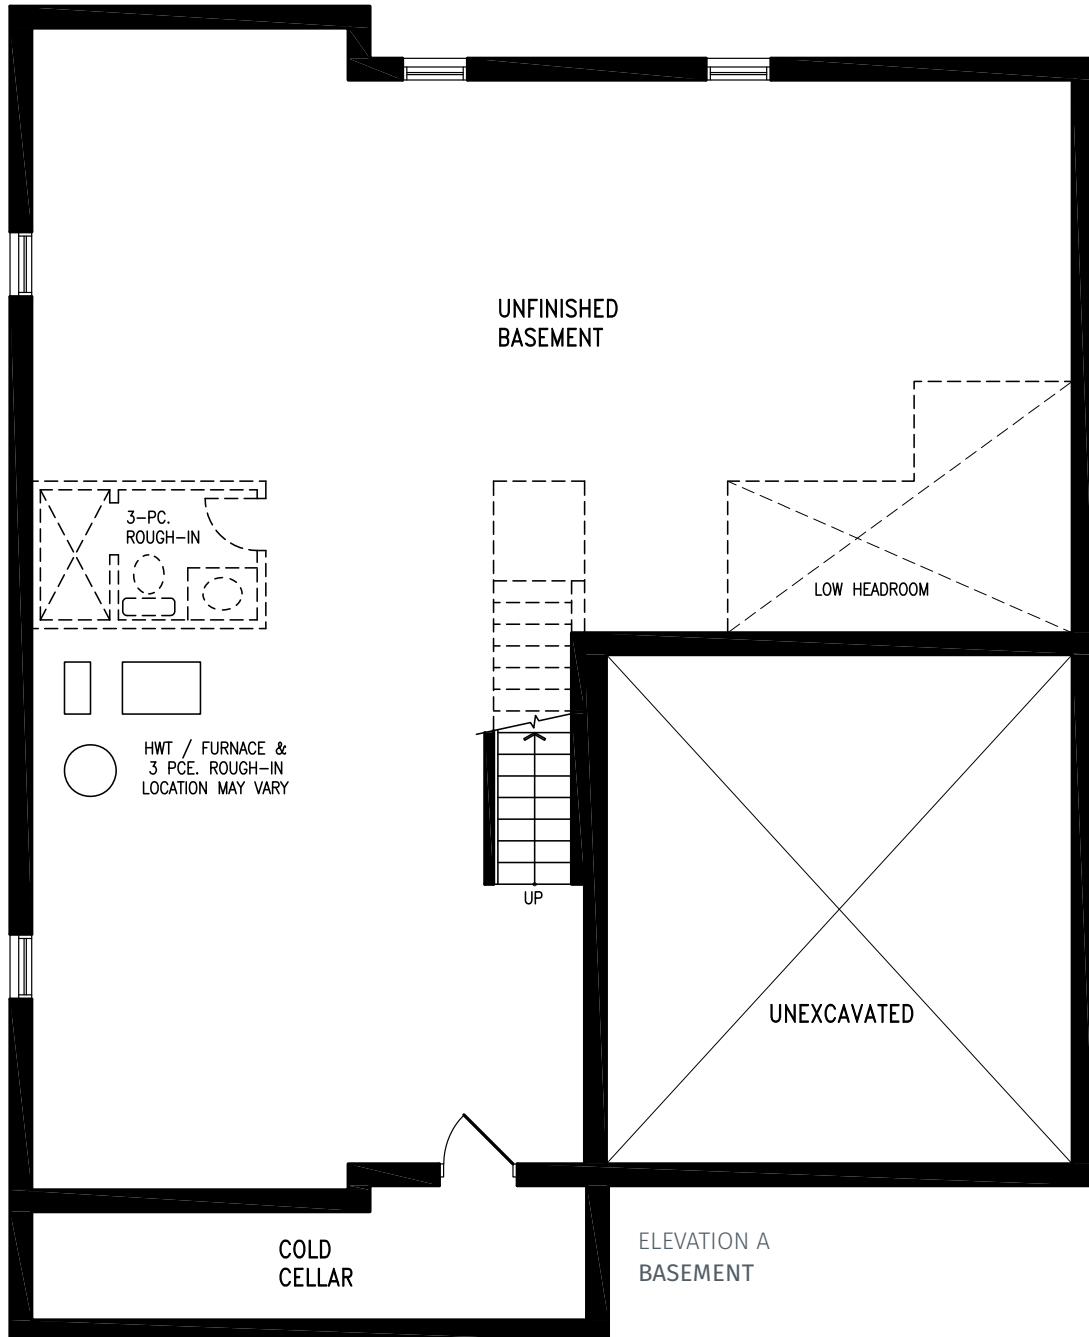 UNFINISHED
BASEMENT
3-PC.
ROUGH-IN
LOW HEADROOM
HWT / FURNACE &
3 PCE. ROUGH-IN
LOCATION MAY VARY
UP
UNEXCAVATED
COLD
CELLAR
ELEVATION A
BASEMENT